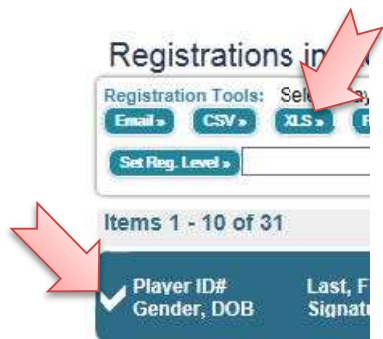 Registrations in
Registration Tools:
Email » CSV » XLS »
Set Reg. Level »
Items 1 - 10 of 31
Player ID# Last, F
Gender, DOB Signatu